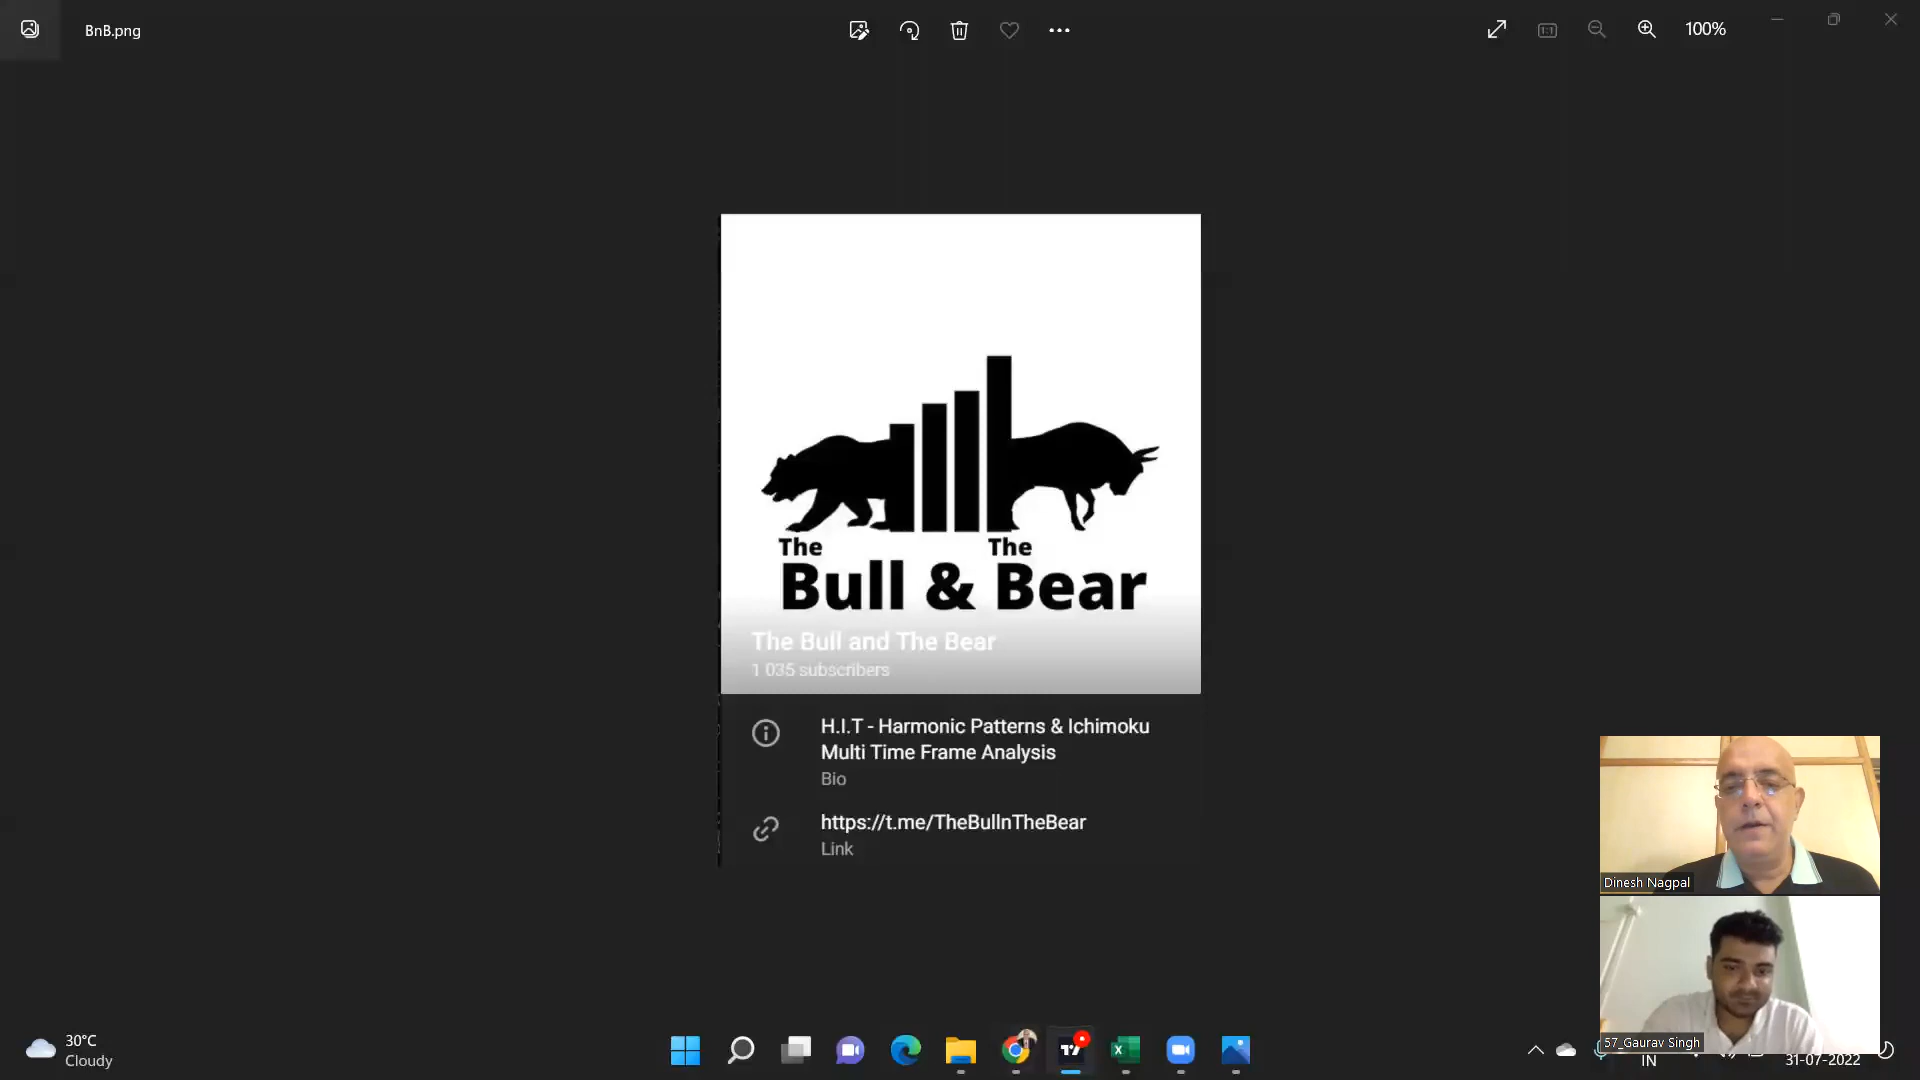 BnB.png
100%
The The
Bull & Bear
The Bull and The Bear
1 035 subscribers
H.I.T - Harmonic Patterns & Ichimoku
Multi Time Frame Analysis
Bio
https://t.me/TheBullnTheBear
Link
Dinesh Nagpal
57_Gaurav Singh
30°C
Cloudy
IN
31-07-2022